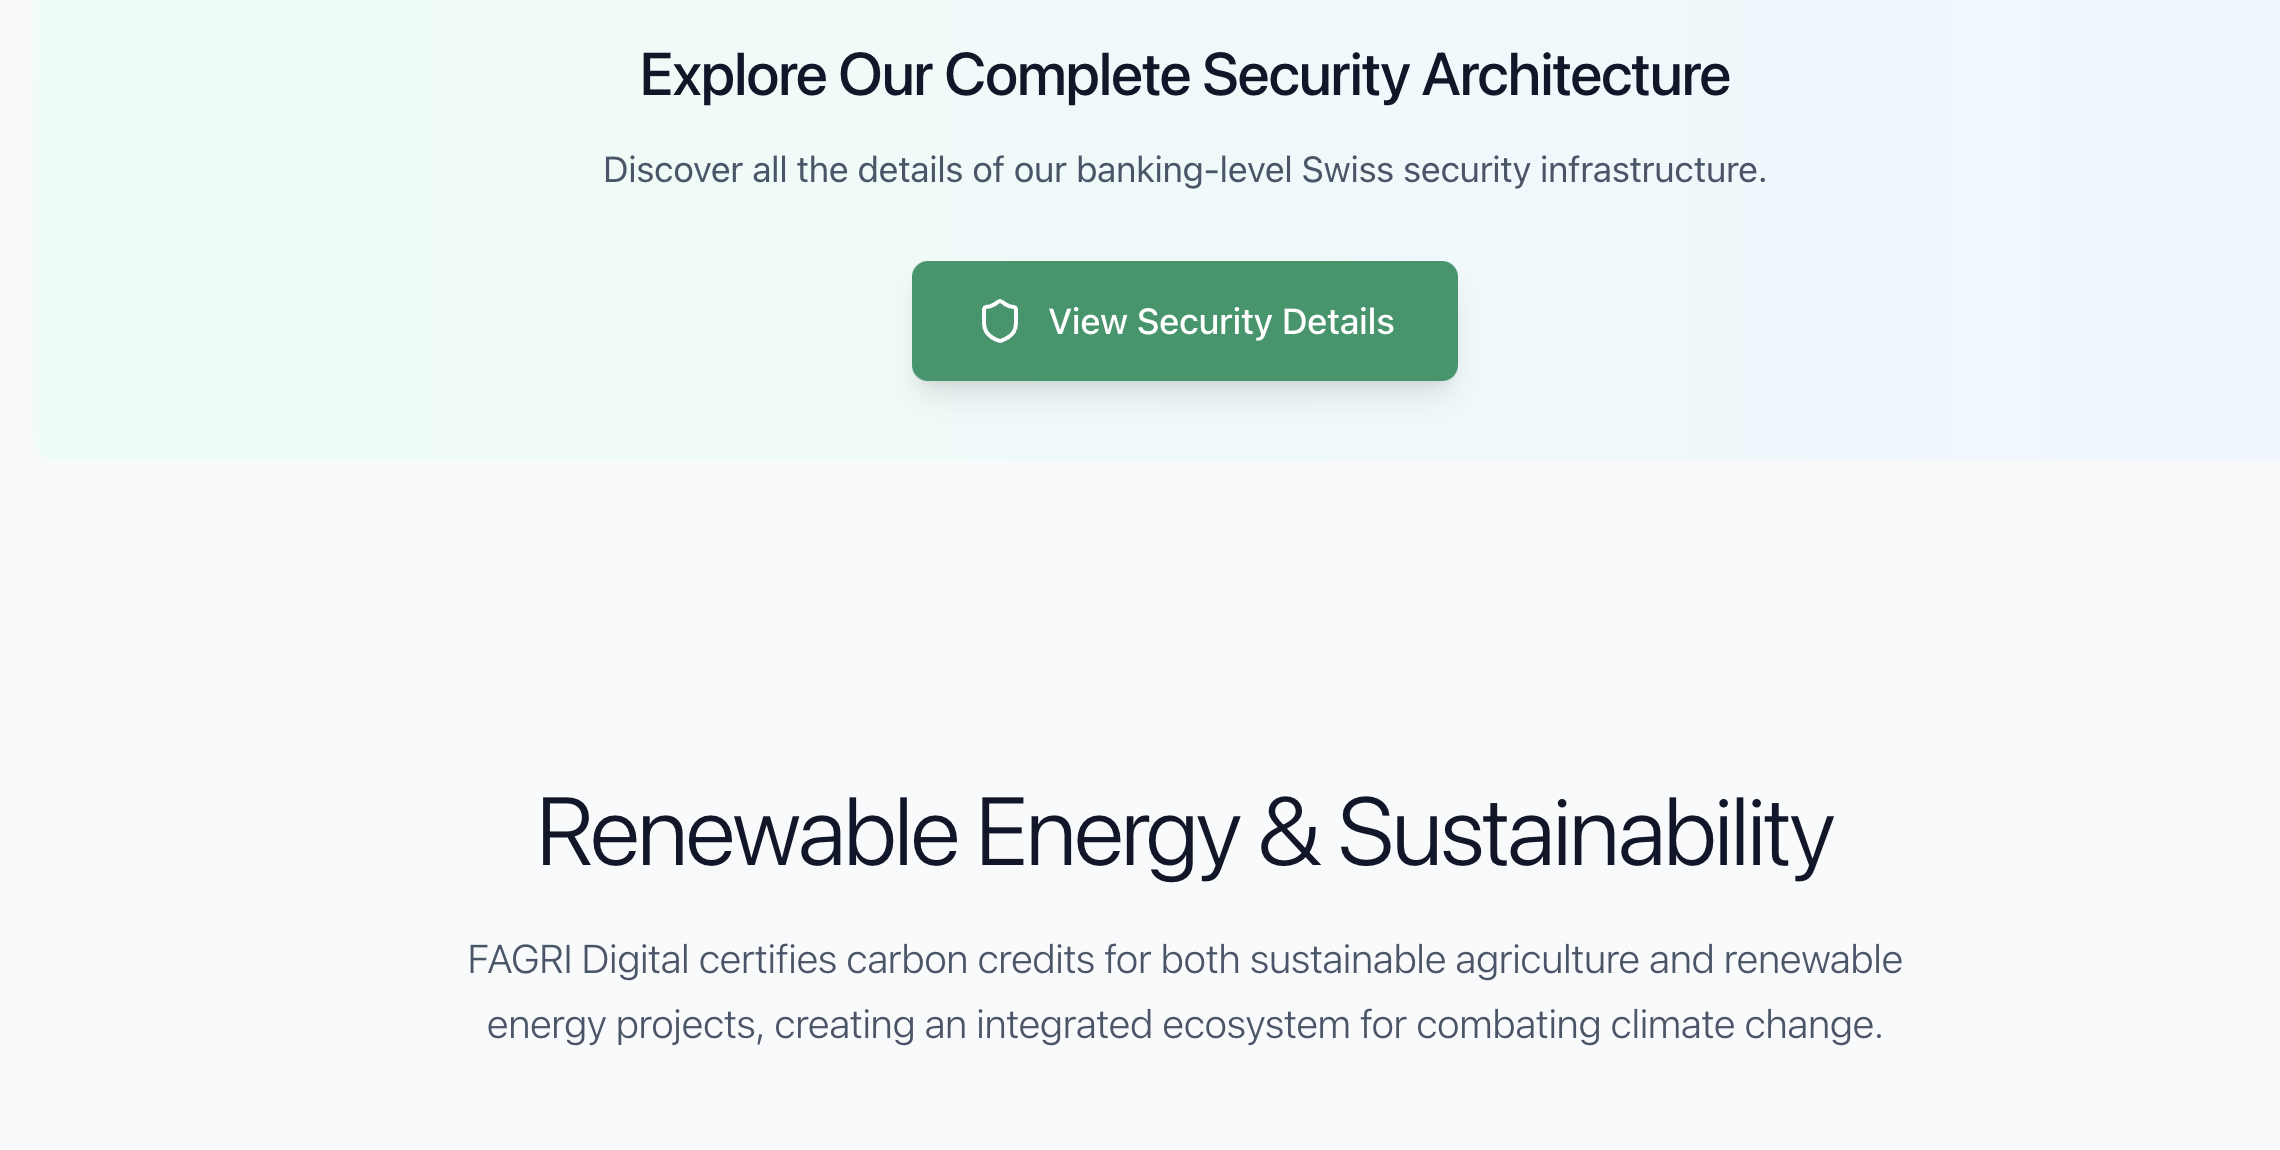 Explore Our Complete Security Architecture
Discover all the details of our banking-level Swiss security infrastructure.
View Security Details
Renewable Energy & Sustainability
FAGRI Digital certifies carbon credits for both sustainable agriculture and renewable
energy projects, creating an integrated ecosystem for combating climate change.